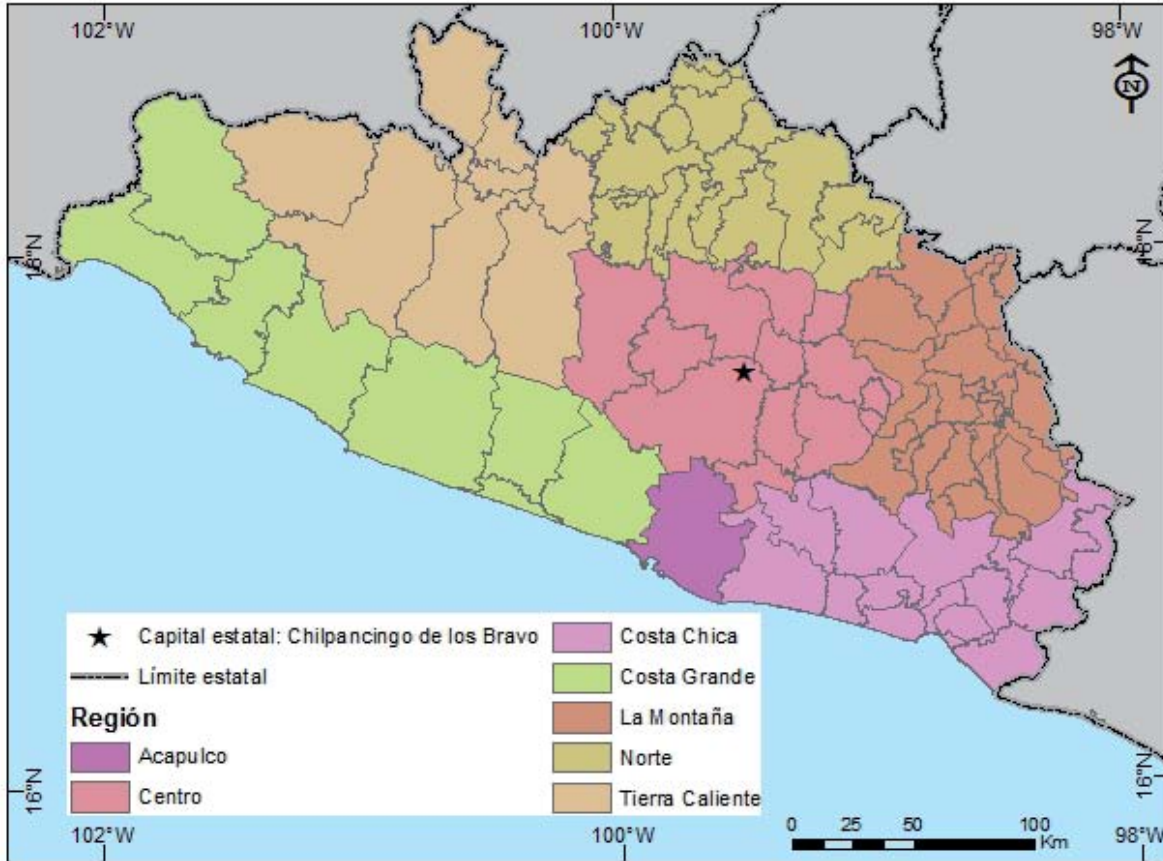 102°W 100°W 98°W
N
18°N 18°N
Capital estatal: Chilpancingo de los Bravo
Límite estatal
Región
Acapulco
Centro
Costa Chica
Costa Grande
La Montaña
Norte
Tierra Caliente
16°N 16°N
0 25 50 100
Km
102°W 100°W 98°W